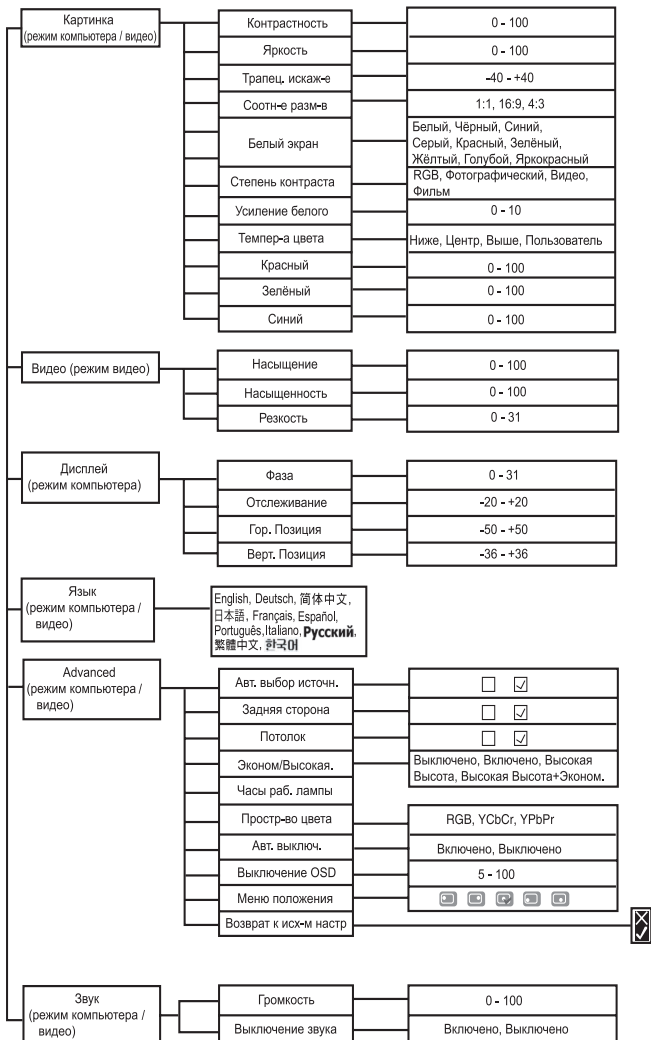 Картинка
(режим компьютера / видео)
Контрастность
0 - 100
Яркость
0 - 100
Трапец. искаж-е
-40 - +40
Соотн-е разм-в
1:1, 16:9, 4:3
Белый экран
Белый, Чёрный, Синий,
Серый, Красный, Зелёный,
Жёлтый, Голубой, Яркокрасный
Степень контраста
RGB, Фотографический, Видео,
Фильм
Усиление белого
0 - 10
Темпер-а цвета
Ниже, Центр, Выше, Пользователь
Красный
0 - 100
Зелёный
0 - 100
Синий
0 - 100
Видео (режим видео)
Насыщение
0 - 100
Насыщенность
0 - 100
Резкость
0 - 31
Дисплей
(режим компьютера)
Фаза
0 - 31
Отслеживание
-20 - +20
Гор. Позиция
-50 - +50
Верт. Позиция
-36 - +36
Язык
(режим компьютера /
видео)
English, Deutsch, 简体中文,
日本語, Français, Español,
Português,Italiano, Русский,
繁體中文, 한국어
Advanced
(режим компьютера /
видео)
Авт. выбор источн.
Задняя сторона
Потолок
Эконом/Высокая.
Выключено, Включено, Высокая
Высота, Высокая Высота+Эконом.
Часы раб. лампы
Простр-во цвета
RGB, YCbCr, YPbPr
Авт. выключ.
Включено, Выключено
Выключение OSD
5 - 100
Меню положения
Возврат к исх-м настр
Звук
(режим компьютера /
видео)
Громкость
0 - 100
Выключение звука
Включено, Выключено